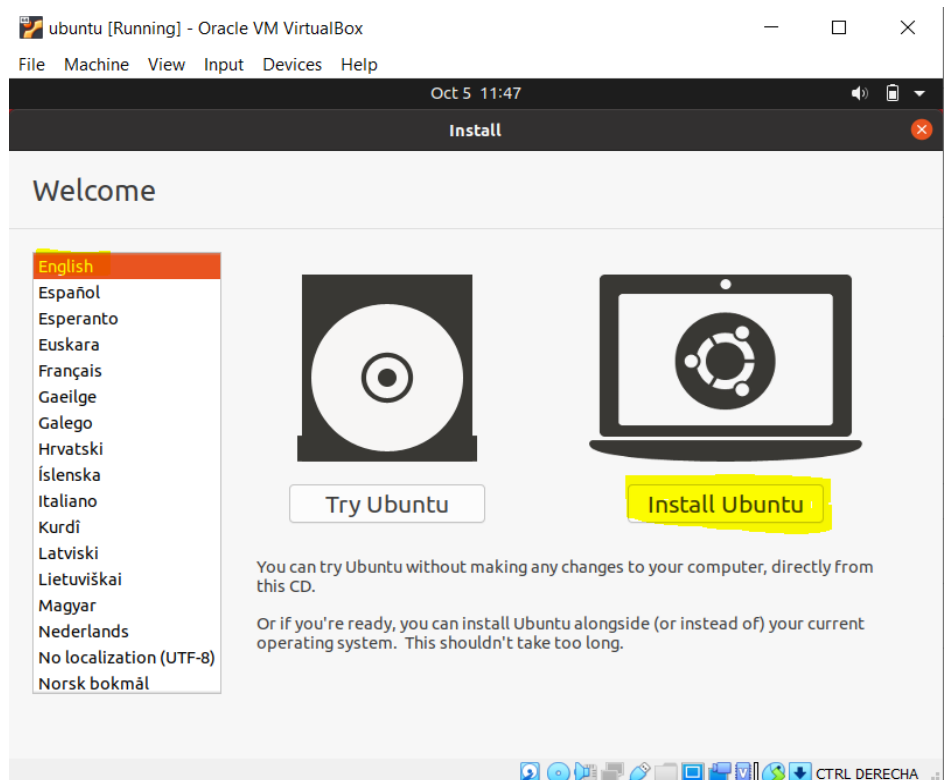 ubuntu [Running] - Oracle VM VirtualBox
File Machine View Input Devices Help
Oct 5 11:47
Install
Welcome
English
Español
Esperanto
Euskara
Français
Gaeilge
Galego
Hrvatski
Íslenska
Italiano
Kurdî
Latviski
Lietuviškai
Magyar
Nederlands
No localization (UTF-8)
Norsk bokmål
Try Ubuntu
Install Ubuntu
You can try Ubuntu without making any changes to your computer, directly from
this CD.
Or if you're ready, you can install Ubuntu alongside (or instead of) your current
operating system. This shouldn't take too long.
CTRL DERECHA